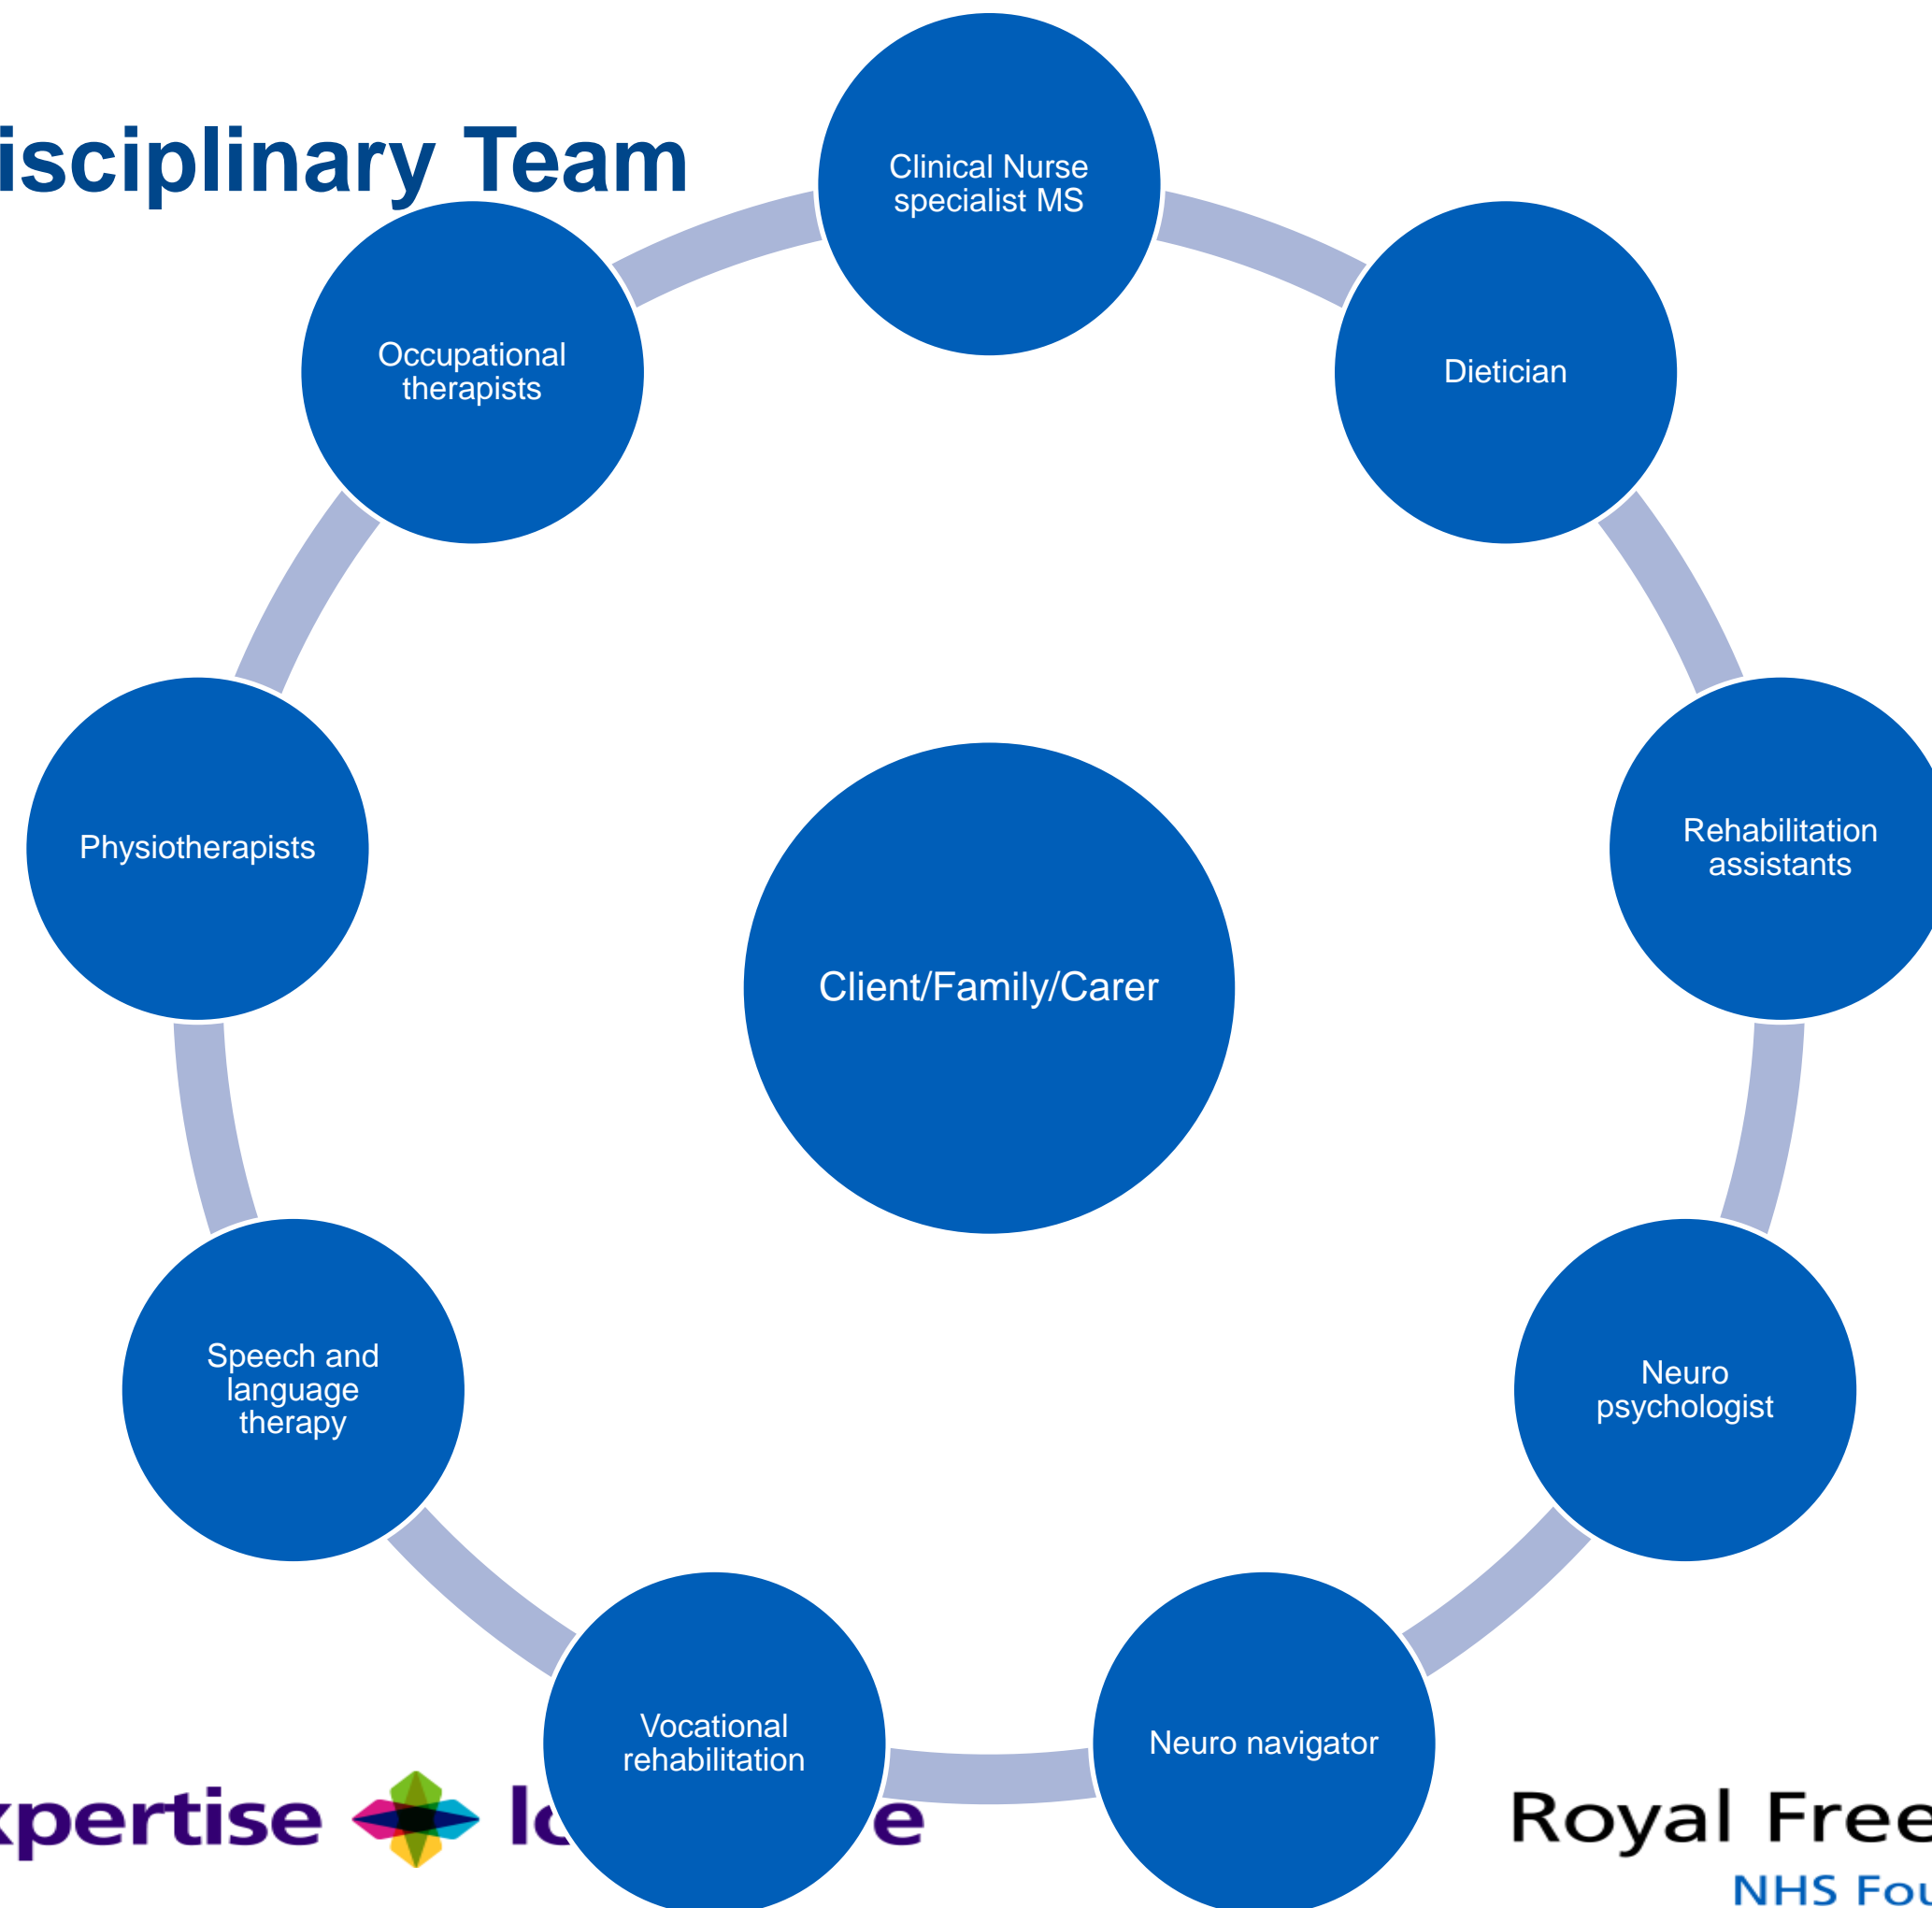 isciplinary Team
Clinical Nurse
specialist MS
Occupational
therapists
Dietician
Physiotherapists
Rehabilitation
assistants
Client/Family/Carer
Speech and
language
therapy
Neuro
psychologist
Vocational
rehabilitation
Neuro navigator
xpertise
Royal Free
NHS Fou